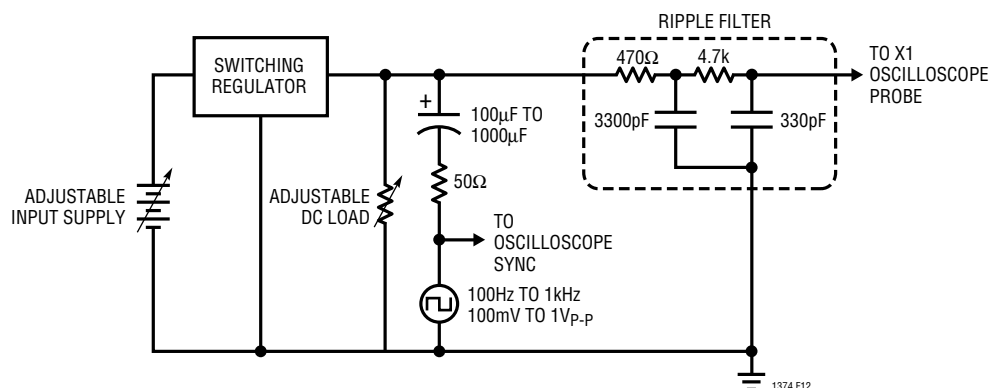 RIPPLE FILTER
SWITCHING
REGULATOR
470Ω
4.7k
TO X1
OSCILLOSCOPE
PROBE
+
100µF TO
1000µF
3300pF
330pF
50Ω
ADJUSTABLE
INPUT SUPPLY
ADJUSTABLE
DC LOAD
TO
OSCILLOSCOPE
SYNC
100Hz TO 1kHz
100mV TO 1VP-P
1374 F12